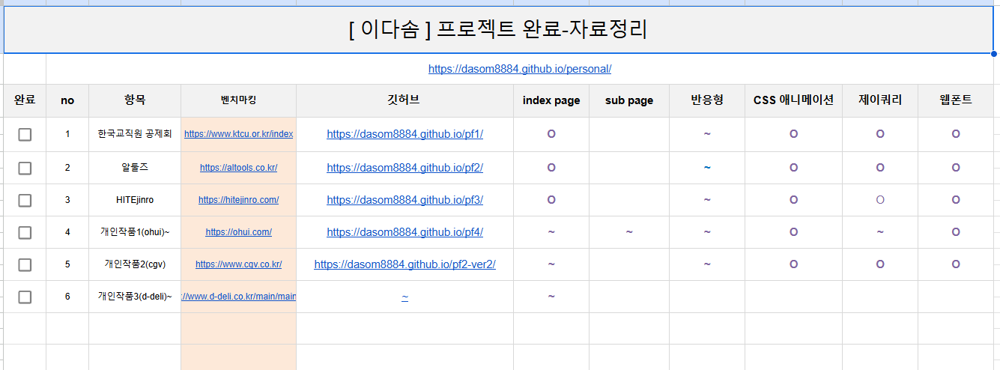 [ 이다솜 ] 프로젝트 완료-자료정리
https://dasom8884.github.io/personal/
완료 no 항목 벤치마킹 깃허브 index page sub page 반응형 CSS 애니메이션 제이쿼리 웹폰트
1 한국교직원 공제회 https://www.ktcu.or.kr/index https://dasom8884.github.io/pf1/ O ~ O O O
2 알툴즈 https://altools.co.kr/ https://dasom8884.github.io/pf2/ O ~ O O O
3 HITEjinro https://hitejinro.com/ https://dasom8884.github.io/pf3/ O ~ O O O
4 개인작품1(ohui)~ https://ohui.com/ https://dasom8884.github.io/pf4/ ~ ~ ~ O ~ O
5 개인작품2(cgv) https://www.cgv.co.kr/ https://dasom8884.github.io/pf2-ver2/ ~ ~ O O O
6 개인작품3(d-deli)~ ://www.d-deli.co.kr/main/main ~ ~